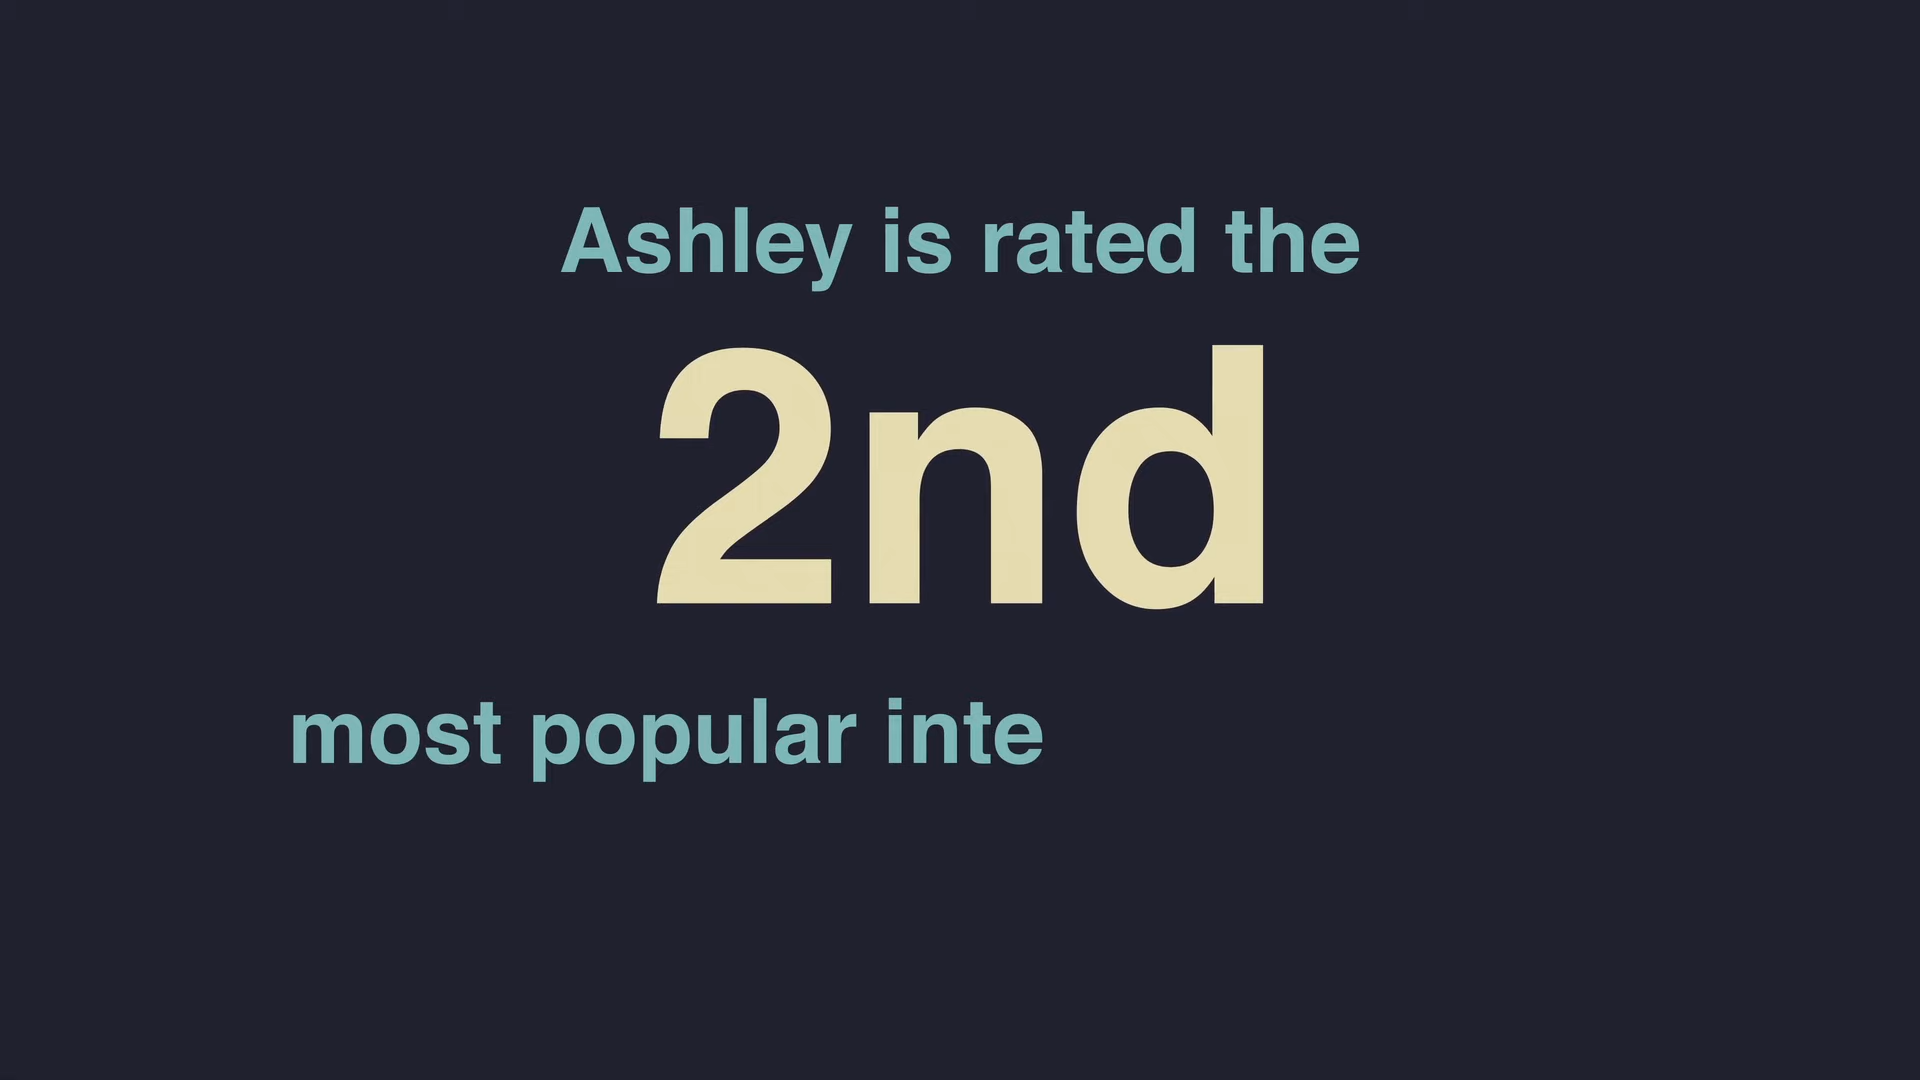 Ashley is rated the
2nd
most popular inte